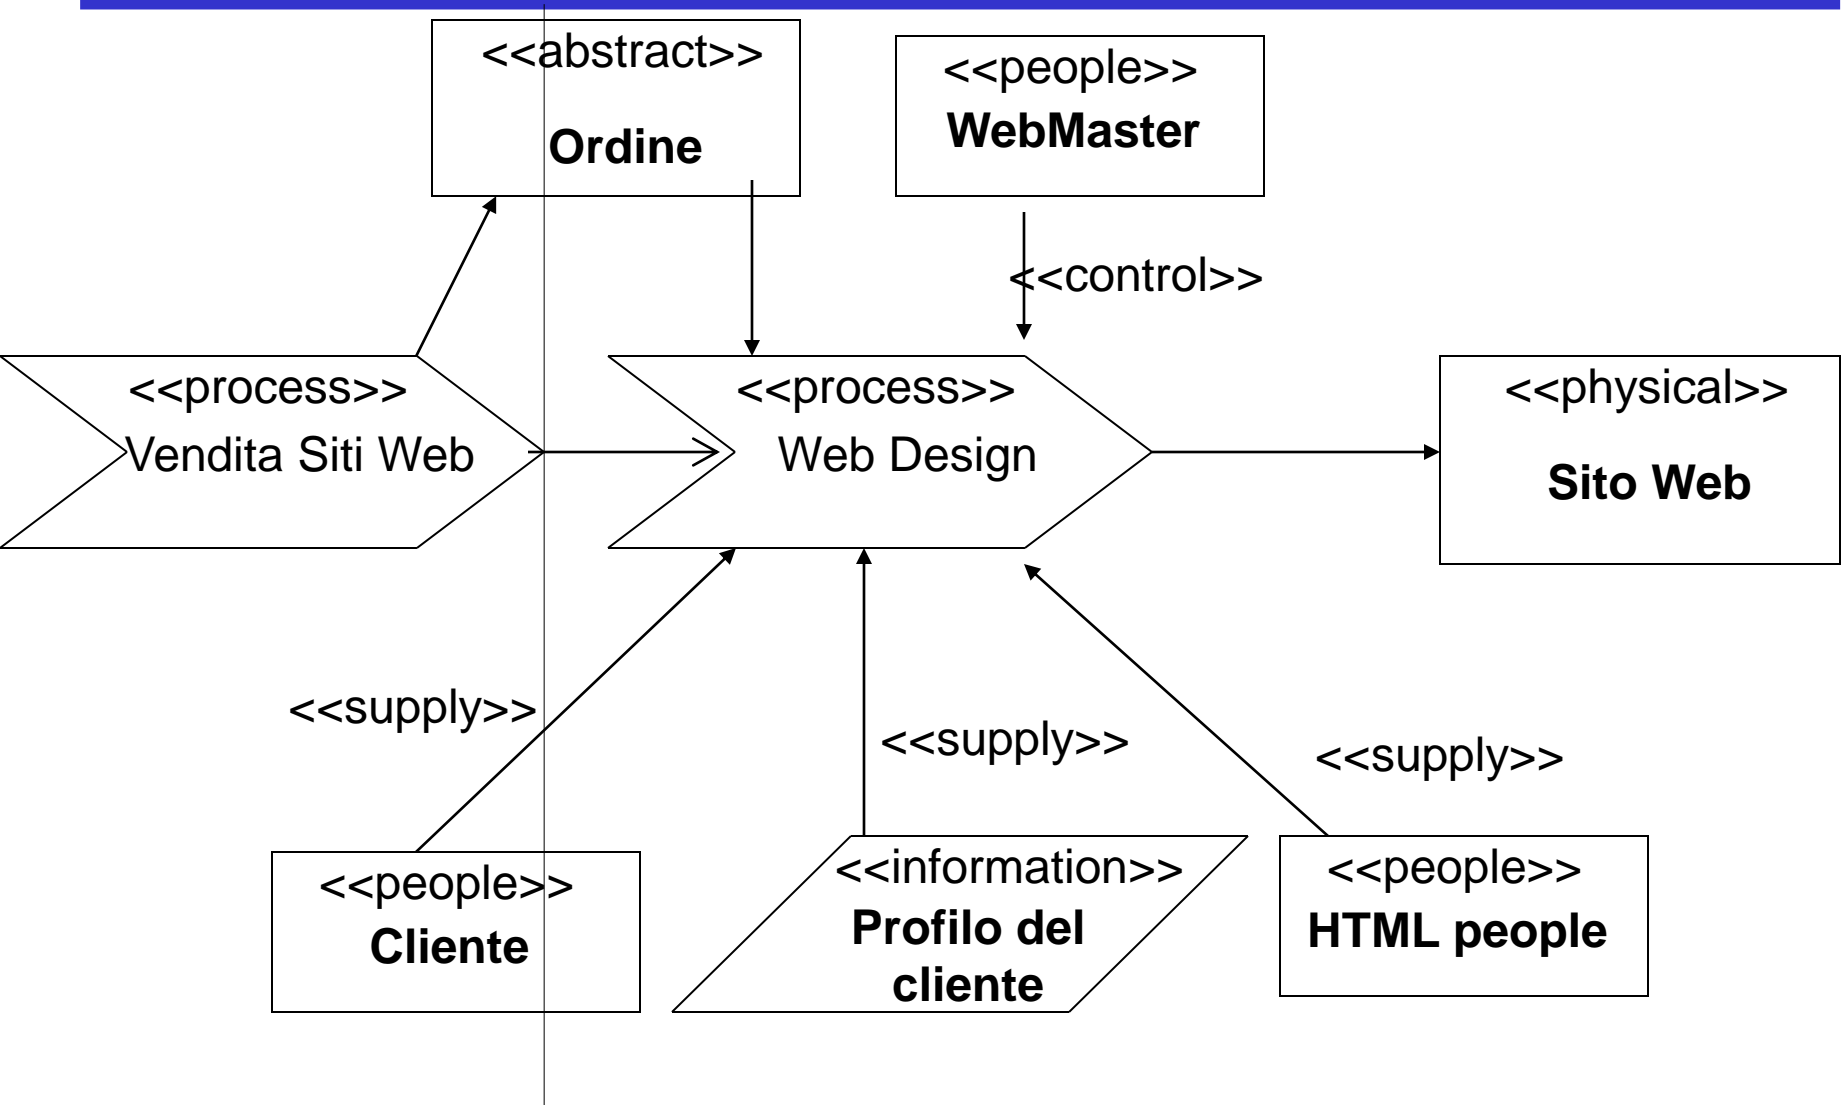 <<abstract>>
Ordine
<<people>>
WebMaster
<<control>>
<<process>>
Vendita Siti Web
<<process>>
Web Design
<<physical>>
Sito Web
<<supply>>
<<supply>>
<<supply>>
<<people>>
Cliente
<<information>>
Profilo del
cliente
<<people>>
HTML people